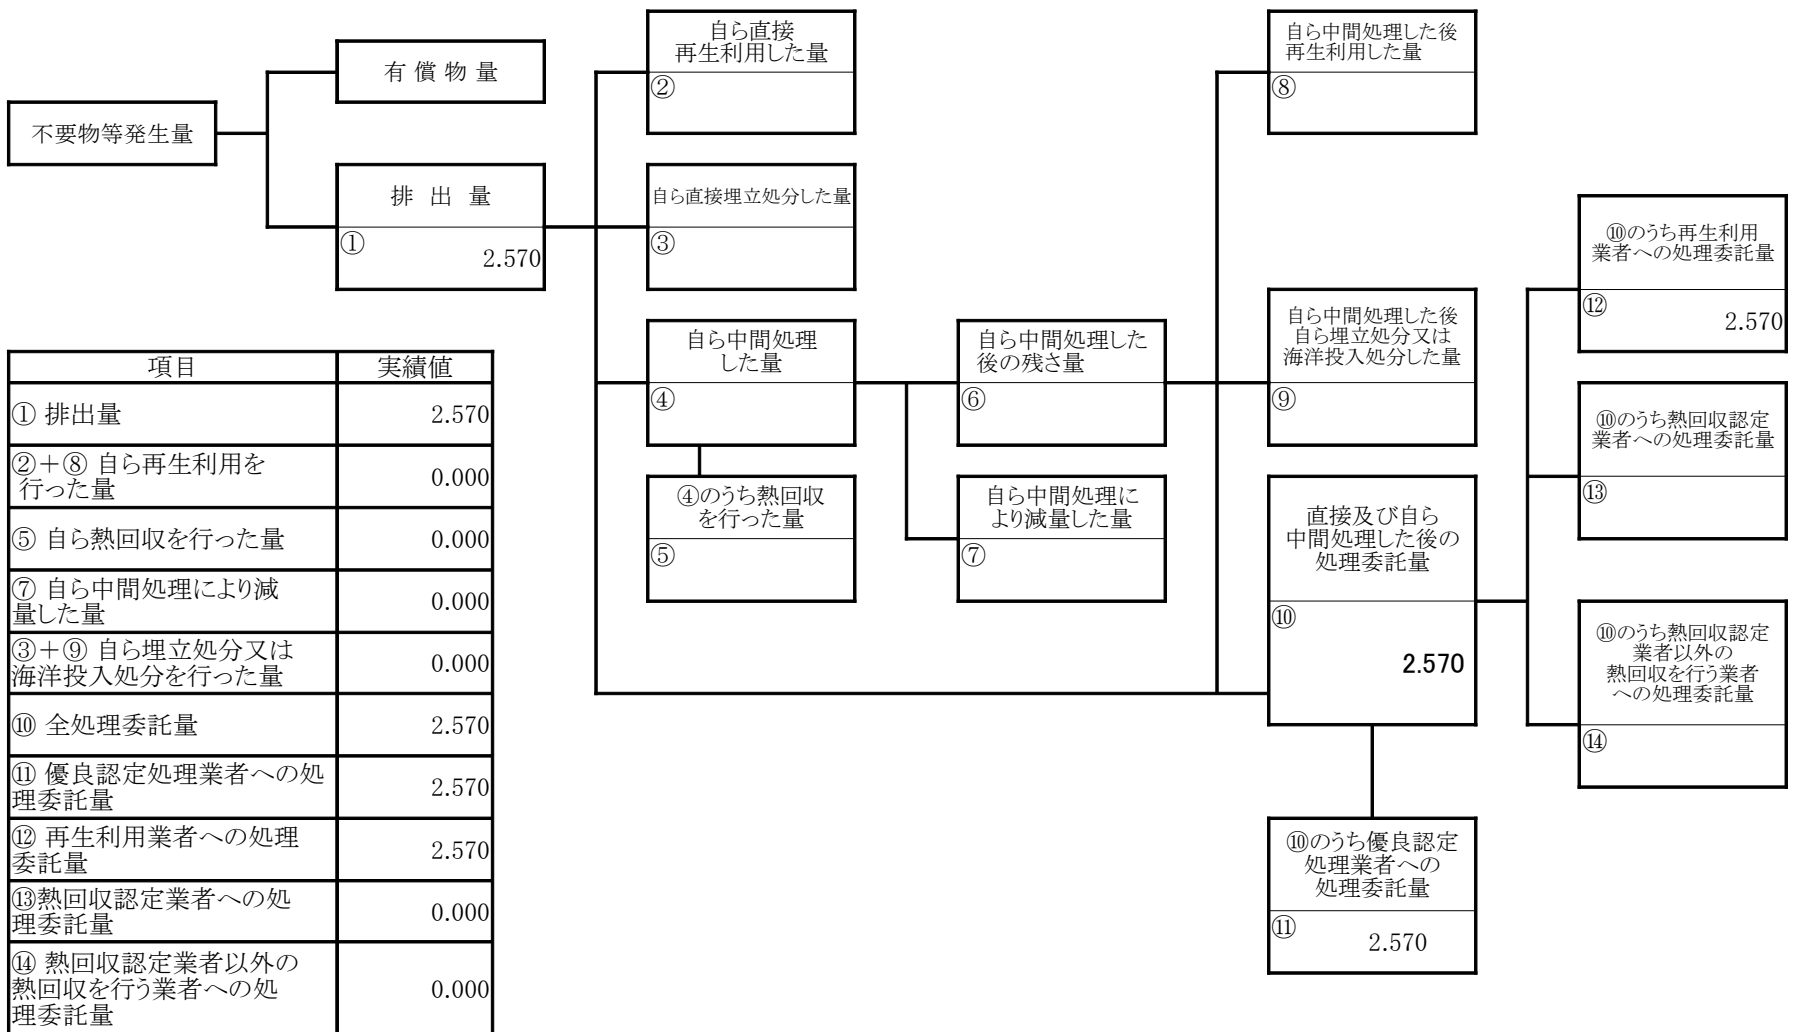 不要物等発生量
有 償 物 量
排 出 量
①
2.570
自ら直接
再生利用した量
②
自ら直接埋立処分した量
③
自ら中間処理
した量
④
④のうち熱回収
を行った量
⑤
自ら中間処理した
後の残さ量
⑥
自ら中間処理に
より減量した量
⑦
自ら中間処理した後
再生利用した量
⑧
自ら中間処理した後
自ら埋立処分又は
海洋投入処分した量
⑨
直接及び自ら
中間処理した後の
処理委託量
⑩
2.570
⑩のうち優良認定
処理業者への
処理委託量
⑪
2.570
⑩のうち再生利用
業者への処理委託量
⑫
2.570
⑩のうち熱回収認定
業者への処理委託量
⑬
⑩のうち熱回収認定
業者以外の
熱回収を行う業者
への処理委託量
⑭
項目 実績値
① 排出量 2.570
②+⑧ 自ら再生利用を
行った量 0.000
⑤ 自ら熱回収を行った量 0.000
⑦ 自ら中間処理により減
量した量 0.000
③+⑨ 自ら埋立処分又は
海洋投入処分を行った量 0.000
⑩ 全処理委託量 2.570
⑪ 優良認定処理業者への処
理委託量 2.570
⑫ 再生利用業者への処理
委託量 2.570
⑬熱回収認定業者への処
理委託量 0.000
⑭ 熱回収認定業者以外の
熱回収を行う業者への処
理委託量 0.000